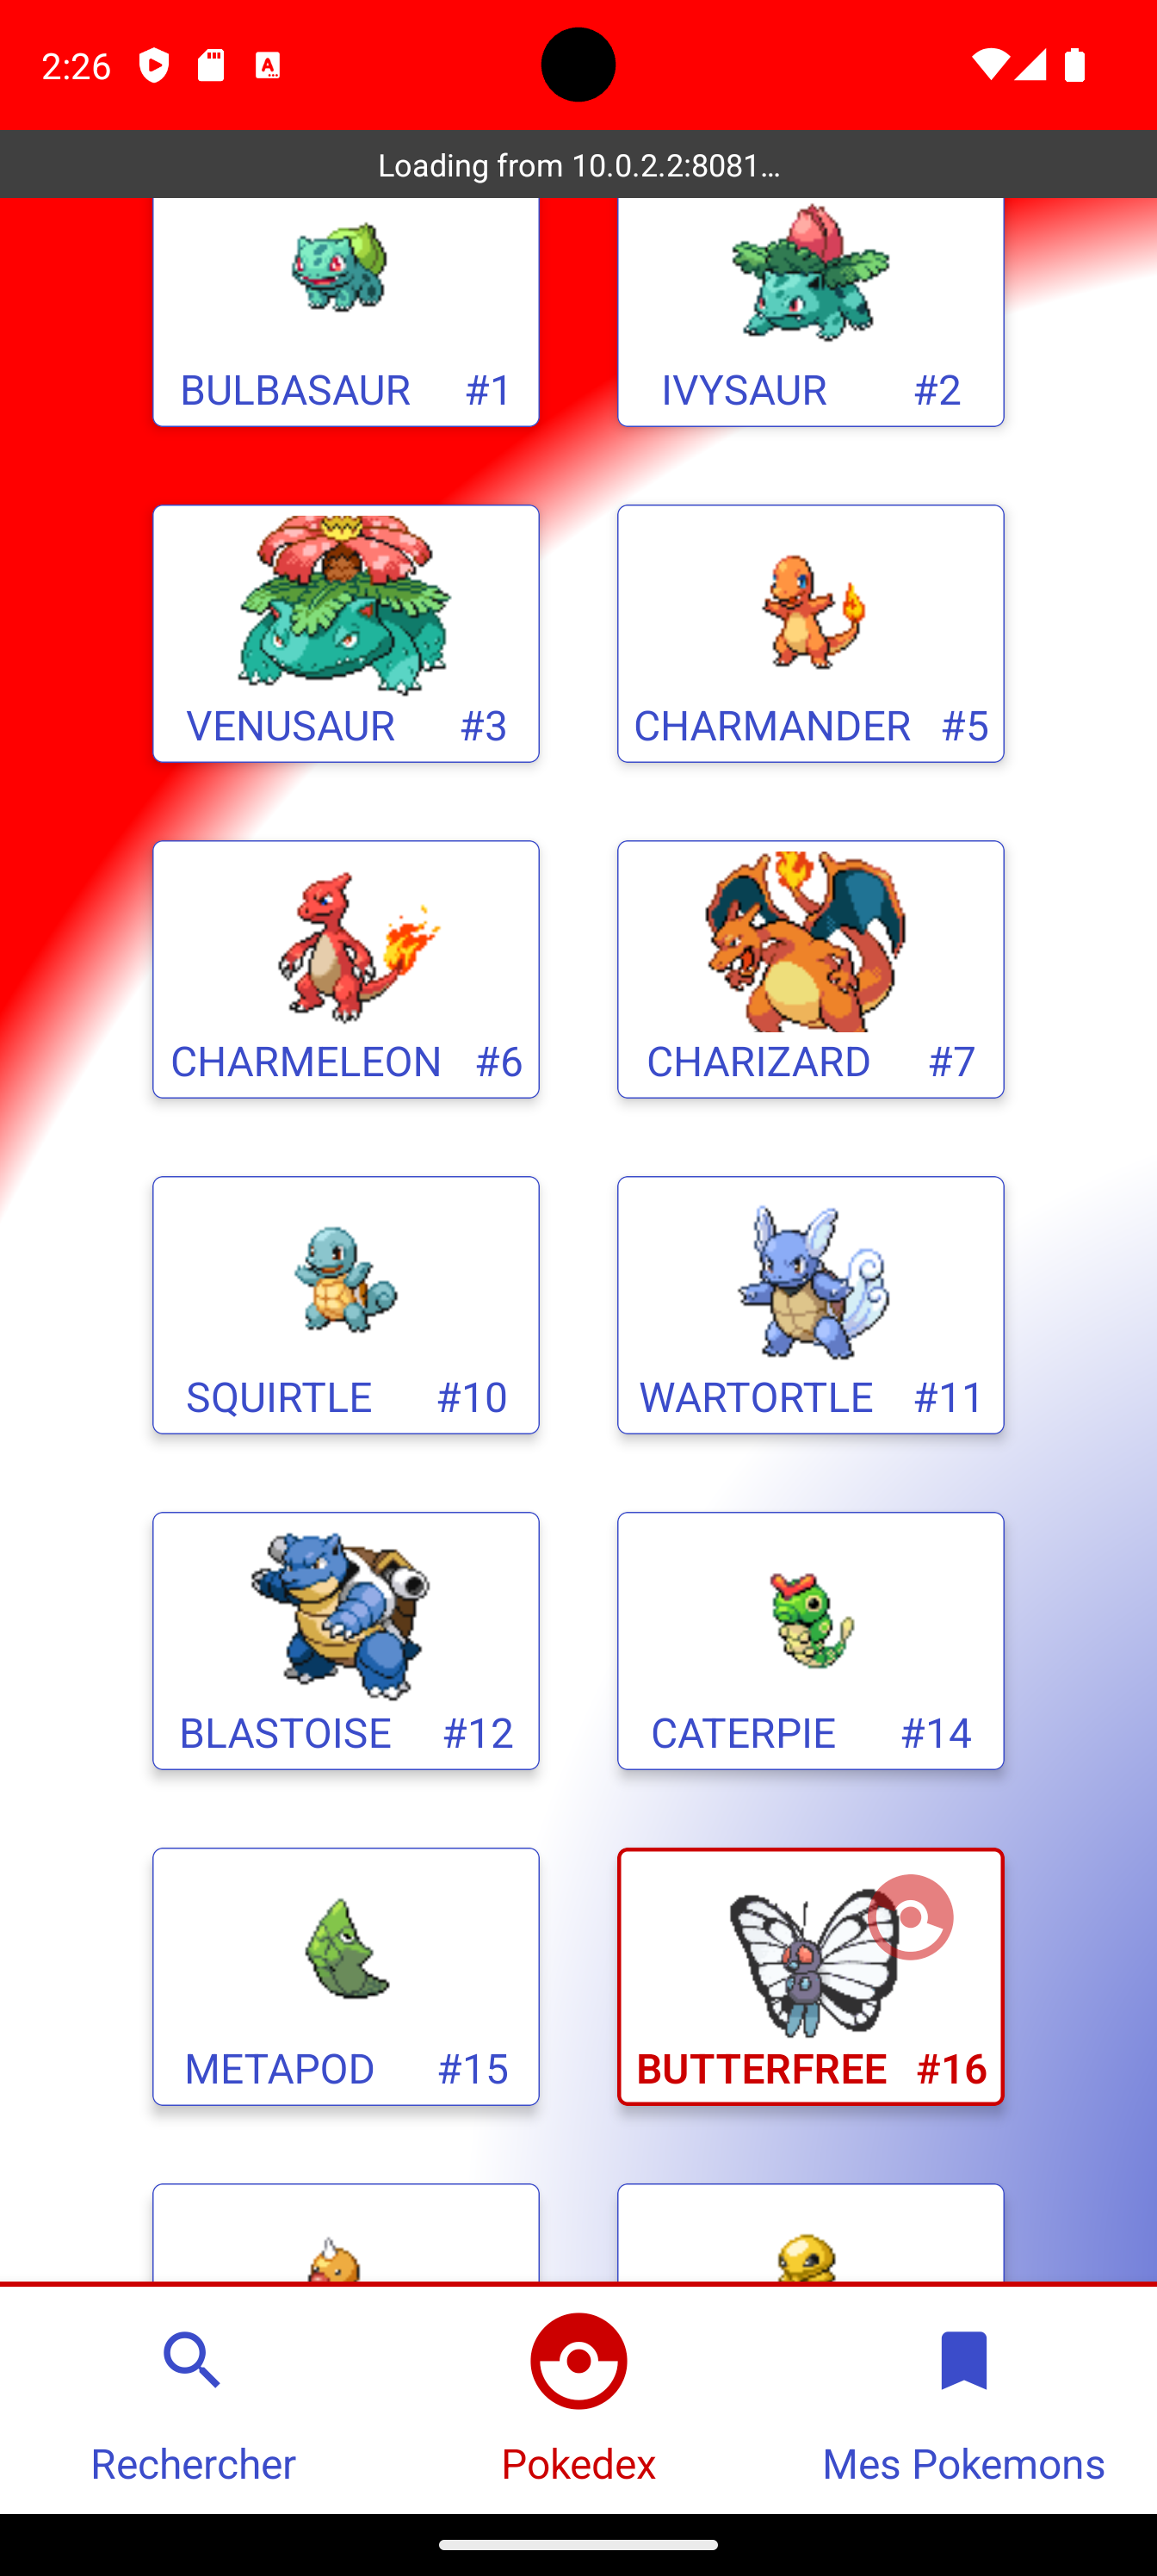 2:26
Loading from 10.0.2.2:8081...
BULBASAUR #1
IVYSAUR #2
VENUSAUR #3
CHARMANDER #5
CHARMELEON #6
CHARIZARD #7
SQUIRTLE #10
WARTORTLE #11
BLASTOISE #12
CATERPIE #14
METAPOD #15
BUTTERFREE #16
Rechercher
Pokedex
Mes Pokemons